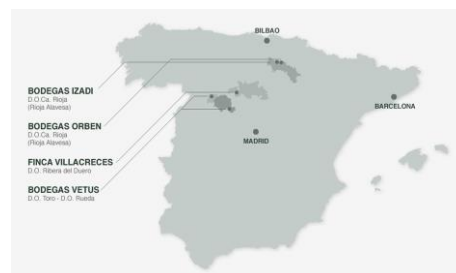 BILBAO
BODEGAS IZADI
D.O.Ca. Rioja
(Rioja Alavesa)
BARCELONA
BODEGAS ORBEN
D.O.Ca. Rioja
(Rioja Alavesa)
MADRID
FINCA VILLACRECES
D.O. Ribera del Duero
BODEGAS VETUS
D.O. Toro - D.O. Rueda